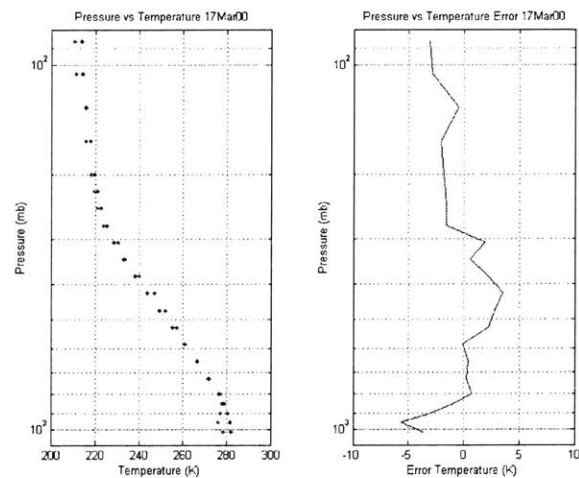 Pressure vs Temperature 17Mar00
Pressure (mb)
10²
10³
200 220 240 260 280 300
Temperature (K)
Pressure vs Temperature Error 17Mar00
Pressure (mb)
10²
10³
-10 -5 0 5 10
Error Temperature (K)